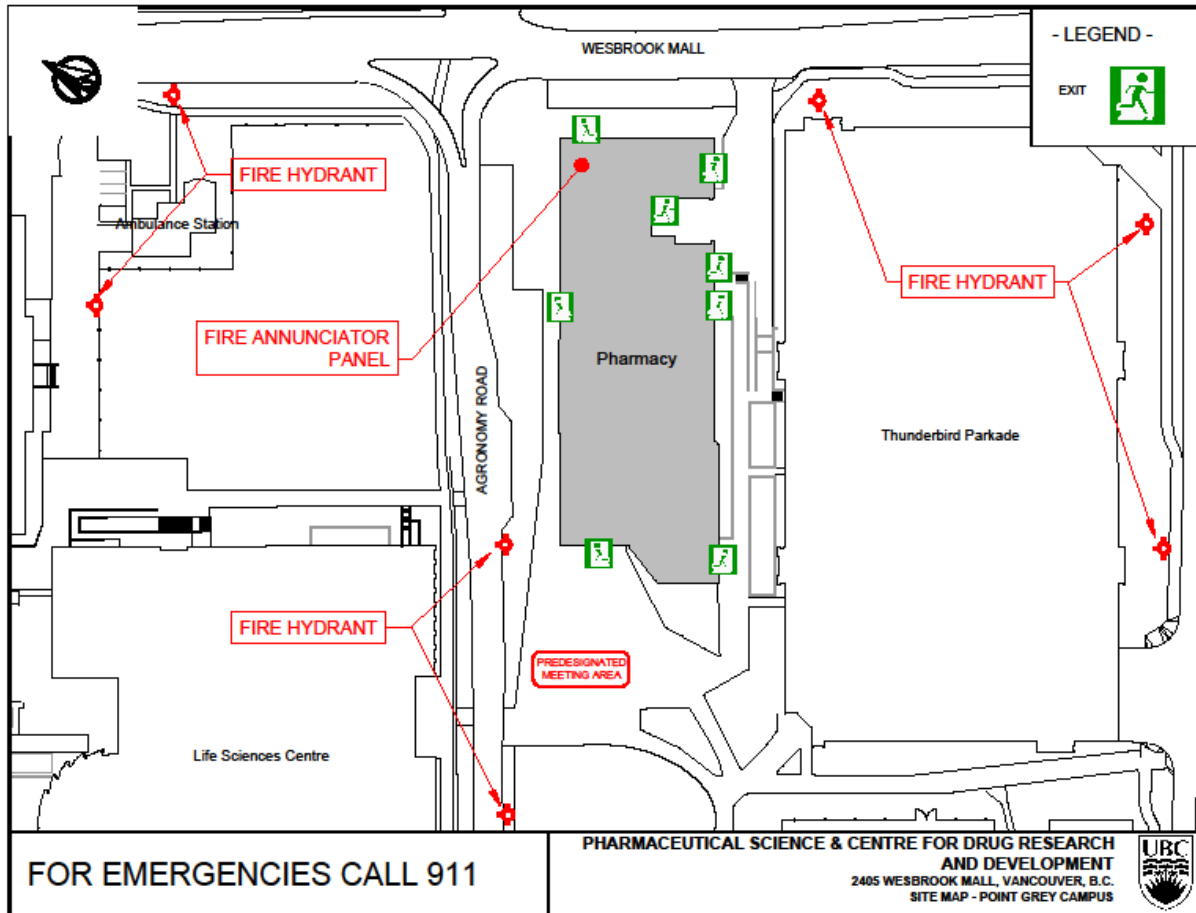 WESBROOK MALL
- LEGEND -
EXIT
FIRE HYDRANT
Ambulance Station
FIRE HYDRANT
FIRE ANNUNCIATOR
PANEL
Pharmacy
AGRONOMY ROAD
Thunderbird Parkade
FIRE HYDRANT
PREDESIGNATED
MEETING AREA
Life Sciences Centre
FOR EMERGENCIES CALL 911
PHARMACEUTICAL SCIENCE & CENTRE FOR DRUG RESEARCH
AND DEVELOPMENT
2405 WESBROOK MALL, VANCOUVER, B.C.
SITE MAP - POINT GREY CAMPUS
UBC